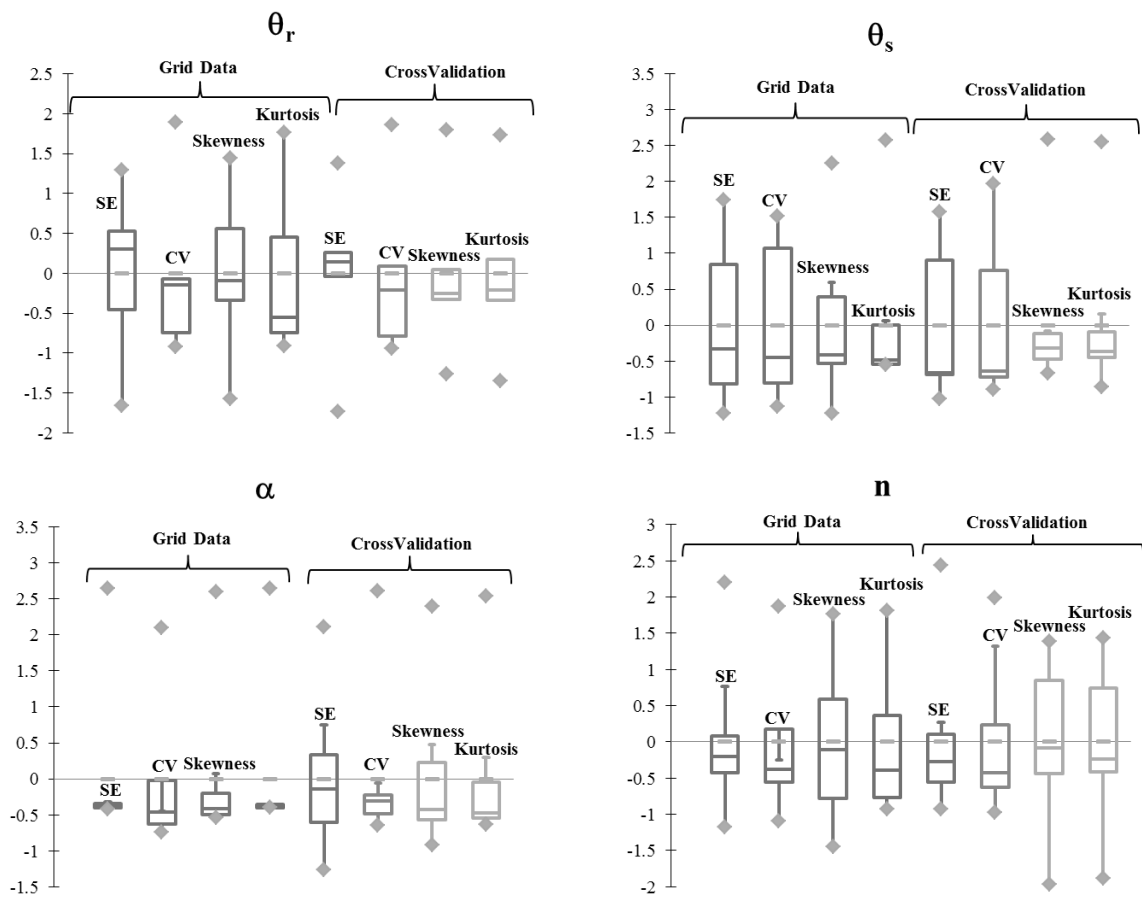 θr
Grid Data
CrossValidation
2.5
2
1.5
1
0.5
0
-0.5
-1
-1.5
-2
SE
CV
Skewness
Kurtosis
SE
CV
Skewness
Kurtosis
θs
Grid Data
CrossValidation
3.5
3
2.5
2
1.5
1
0.5
0
-0.5
-1
-1.5
SE
CV
Skewness
Kurtosis
SE
CV
Skewness
Kurtosis
α
Grid Data
CrossValidation
3.5
3
2.5
2
1.5
1
0.5
0
-0.5
-1
-1.5
SE
CV
Skewness
SE
CV
Skewness
Kurtosis
n
Grid Data
CrossValidation
3
2.5
2
1.5
1
0.5
0
-0.5
-1
-1.5
-2
SE
CV
Skewness
Kurtosis
SE
CV
Skewness
Kurtosis